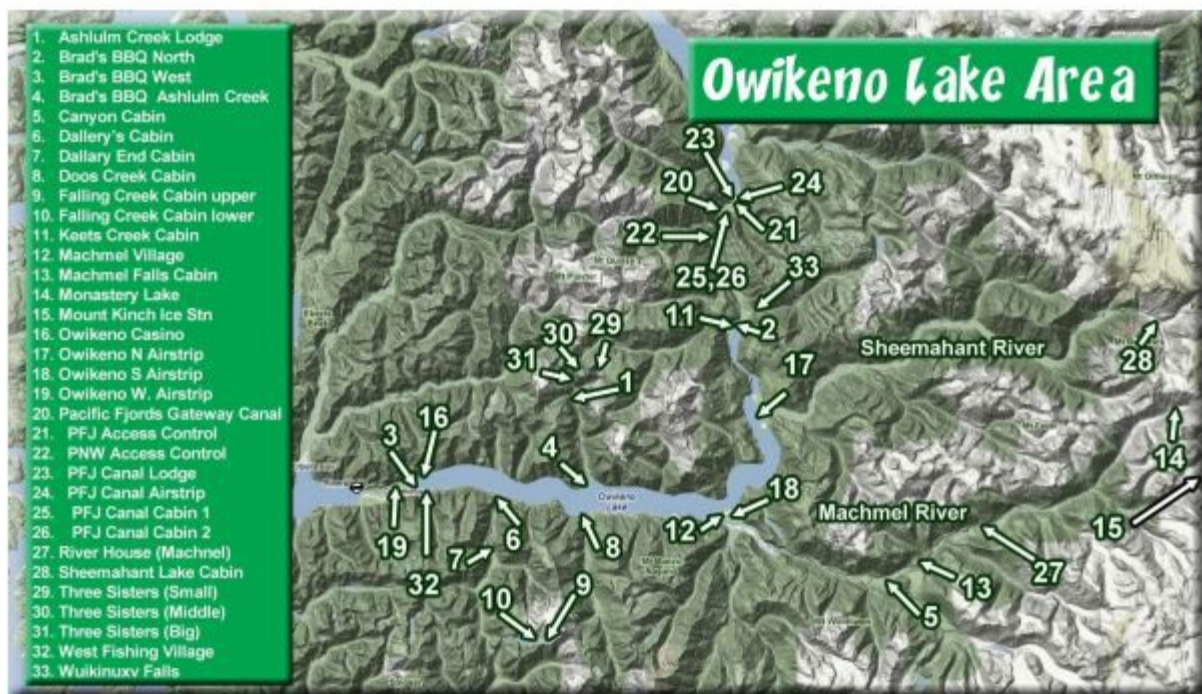 Owikeno Lake Area
1. Ashlulm Creek Lodge
2. Brad's BBQ North
3. Brad's BBQ West
4. Brad's BBQ Ashlulm Creek
5. Canyon Cabin
6. Dallery's Cabin
7. Dallary End Cabin
8. Doos Creek Cabin
9. Falling Creek Cabin upper
10. Falling Creek Cabin lower
11. Keets Creek Cabin
12. Machmel Village
13. Machmel Falls Cabin
14. Monastery Lake
15. Mount Kinch Ice Stn
16. Owikeno Casino
17. Owikeno N Airstrip
18. Owikeno S Airstrip
19. Owikeno W. Airstrip
20. Pacific Fjords Gateway Canal
21. PFJ Access Control
22. PNW Access Control
23. PFJ Canal Lodge
24. PFJ Canal Airstrip
25. PFJ Canal Cabin 1
26. PFJ Canal Cabin 2
27. River House (Machnel)
28. Sheemahant Lake Cabin
29. Three Sisters (Small)
30. Three Sisters (Middle)
31. Three Sisters (Big)
32. West Fishing Village
33. Wuikinuxv Falls
23
20
24
22
21
25,26
33
11
2
30
29
31
1
Sheemahant River
28
17
16
3
4
14
Owikeno
Lake
18
Machmel River
12
15
19
32
7
6
8
27
13
5
10
9